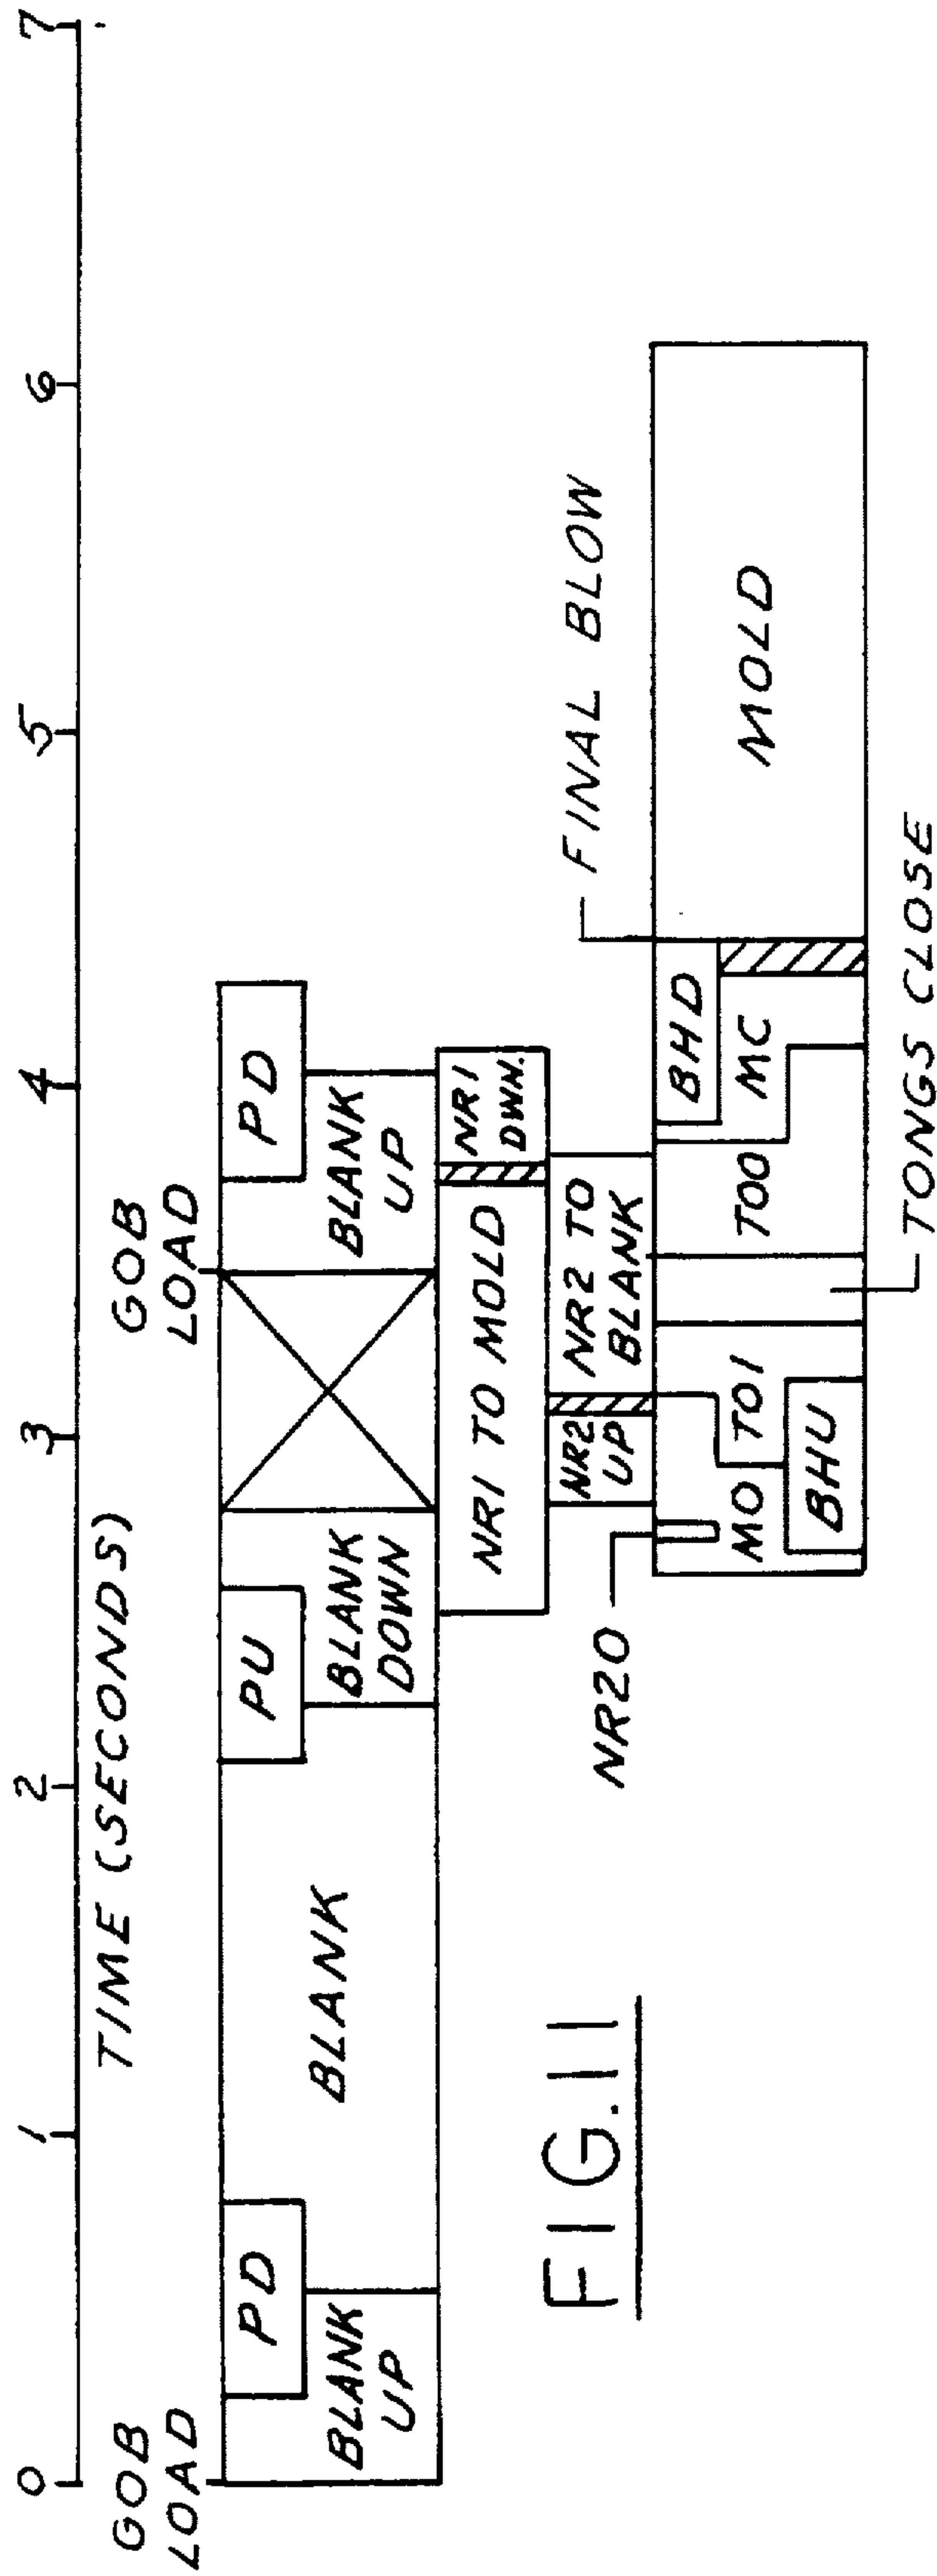 0 1 2 3 4 5 6 7
TIME (SECONDS)
GOB
LOAD
GOB
LOAD
PD
BLANK
UP
BLANK
PU
BLANK
DOWN
PD
BLANK
UP
NR1 TO MOLD
NR1
DWN.
NR2
UP
NR2 TO
BLANK
NR2O
MO
TOI
BHU
TOO
BHD
MC
MOLD
FINAL BLOW
TONGS CLOSE
FIG. 11